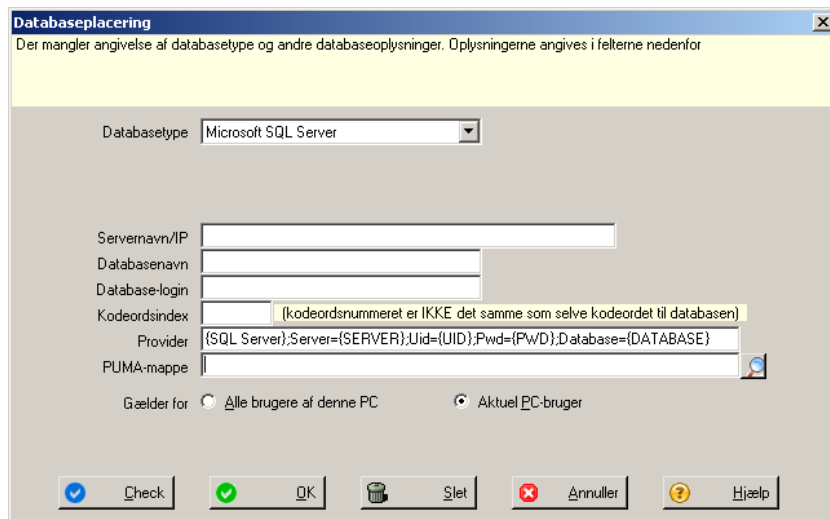 Databaseplacering
Der mangler angivelse af databasetype og andre databaseoplysninger. Oplysningerne angives i felterne nedenfor
Databasetype Microsoft SQL Server
Servernavn/IP
Databasenavn
Database-login
Kodeordsindex (kodeordsnummeret er IKKE det samme som selve kodeordet til databasen)
Provider {SQL Server};Server={SERVER};Uid={UID};Pwd={PWD};Database={DATABASE}
PUMA-mappe
Gælder for Alle brugere af denne PC Aktuel PC-bruger
Check OK Slet Annuller Hjælp